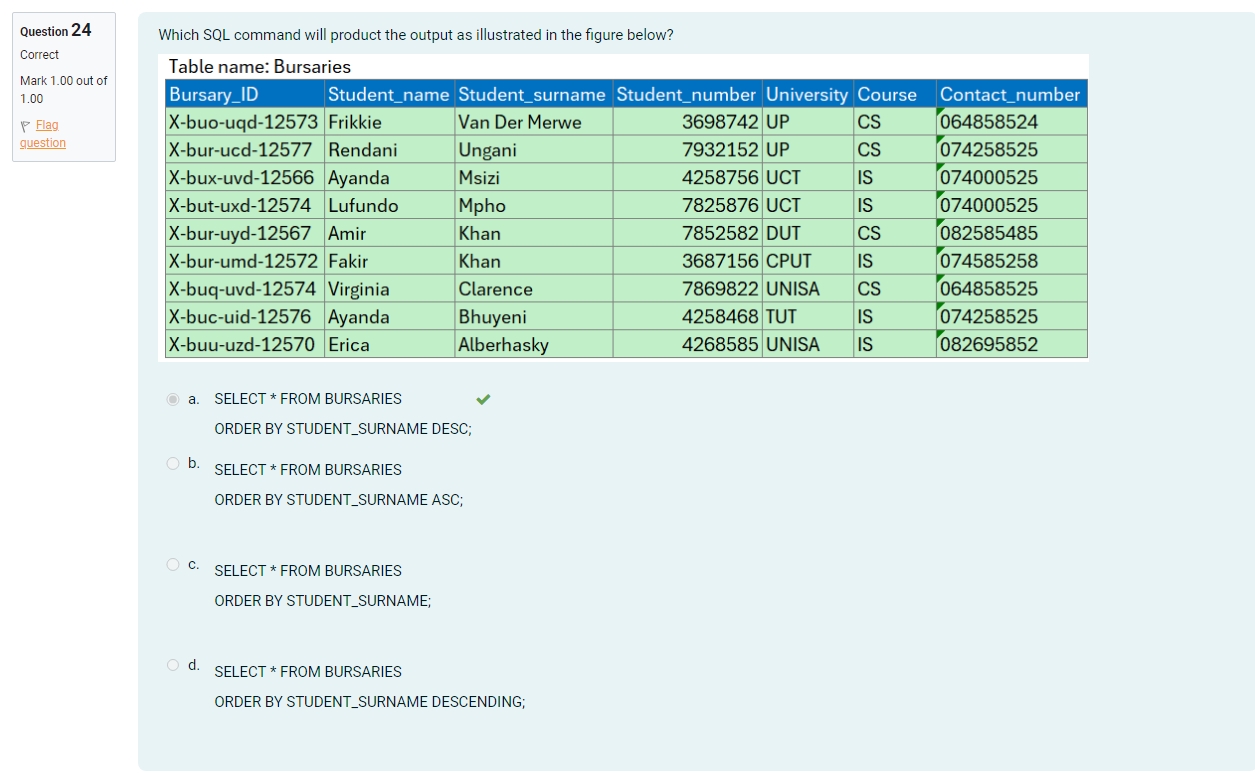 Question 24
Correct
Mark 1.00 out of
1.00
Flag
question
Which SQL command will product the output as illustrated in the figure below?
Table name: Bursaries
Bursary_ID Student_name Student_surname Student_number University Course Contact_number
X-buo-uqd-12573 Frikkie Van Der Merwe 3698742 UP CS 064858524
X-bur-ucd-12577 Rendani Ungani 7932152 UP CS 074258525
X-bux-uvd-12566 Ayanda Msizi 4258756 UCT IS 074000525
X-but-uxd-12574 Lufundo Mpho 7825876 UCT IS 074000525
X-bur-uyd-12567 Amir Khan 7852582 DUT CS 082585485
X-bur-umd-12572 Fakir Khan 3687156 CPUT IS 074585258
X-buq-uvd-12574 Virginia Clarence 7869822 UNISA CS 064858525
X-buc-uid-12576 Ayanda Bhuyeni 4258468 TUT IS 074258525
X-buu-uzd-12570 Erica Alberhasky 4268585 UNISA IS 082695852
a. SELECT * FROM BURSARIES
ORDER BY STUDENT_SURNAME DESC;
b. SELECT * FROM BURSARIES
ORDER BY STUDENT_SURNAME ASC;
c. SELECT * FROM BURSARIES
ORDER BY STUDENT_SURNAME;
d. SELECT * FROM BURSARIES
ORDER BY STUDENT_SURNAME DESCENDING;